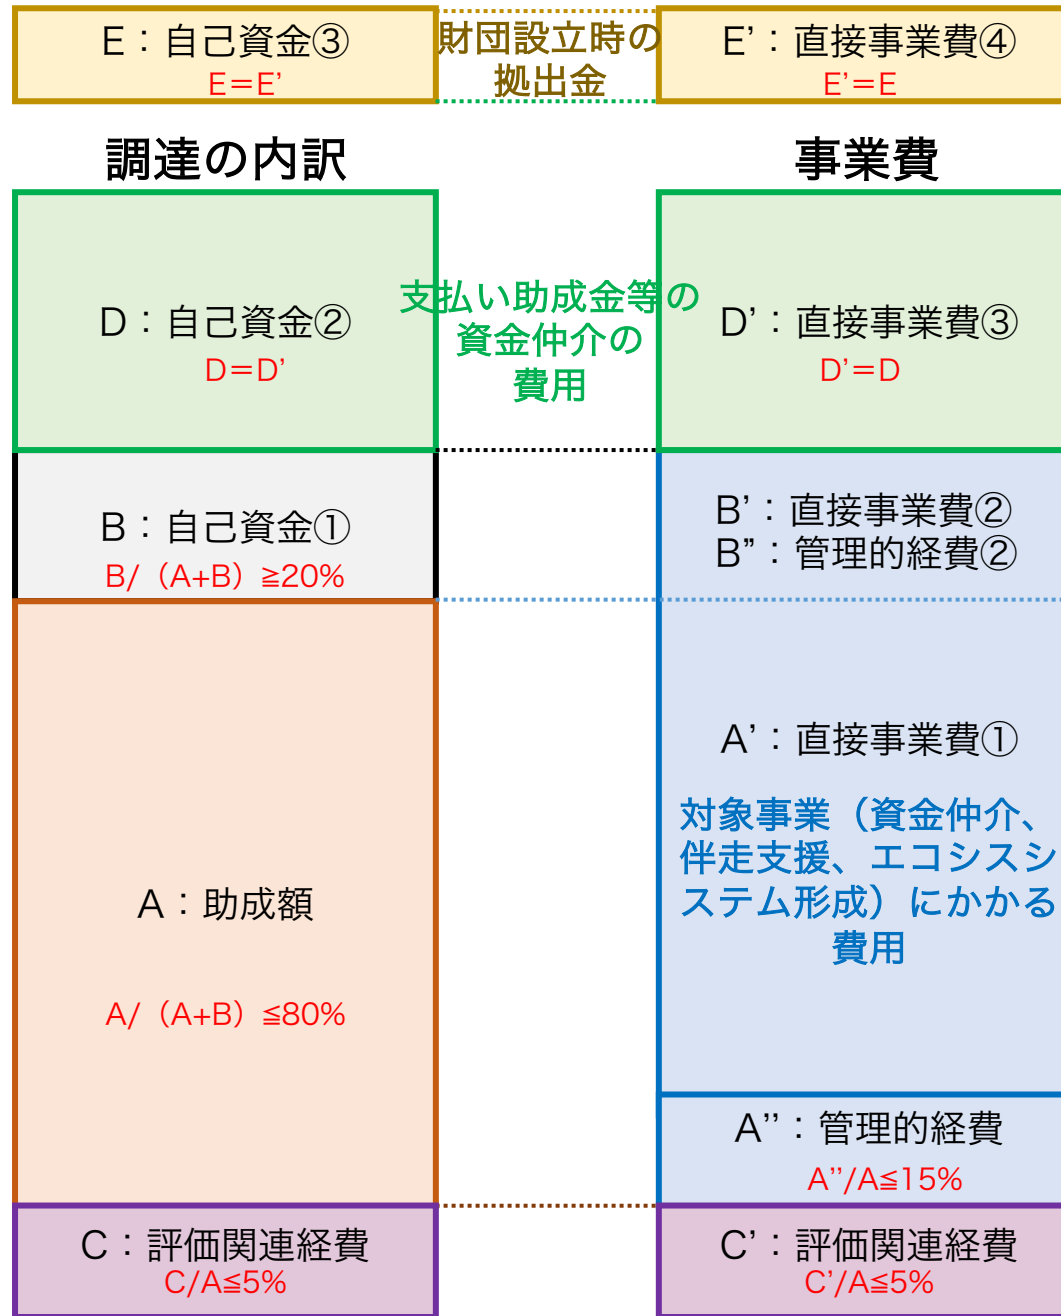 E：自己資金③
E＝E’
財団設立時の
拠出金
E’：直接事業費④
E’＝E
調達の内訳
事業費
D：自己資金②
D＝D’
支払い助成金等の
資金仲介の
費用
D’：直接事業費③
D’＝D
B：自己資金①
B/（A+B）≧20%
B’：直接事業費②
B”：管理的経費②
A：助成額
A/（A+B）≦80%
A’：直接事業費①
対象事業（資金仲介、
伴走支援、エコシスシ
ステム形成）にかかる
費用
A’’：管理的経費
A’’/A≦15%
C：評価関連経費
C/A≦5%
C’：評価関連経費
C’/A≦5%